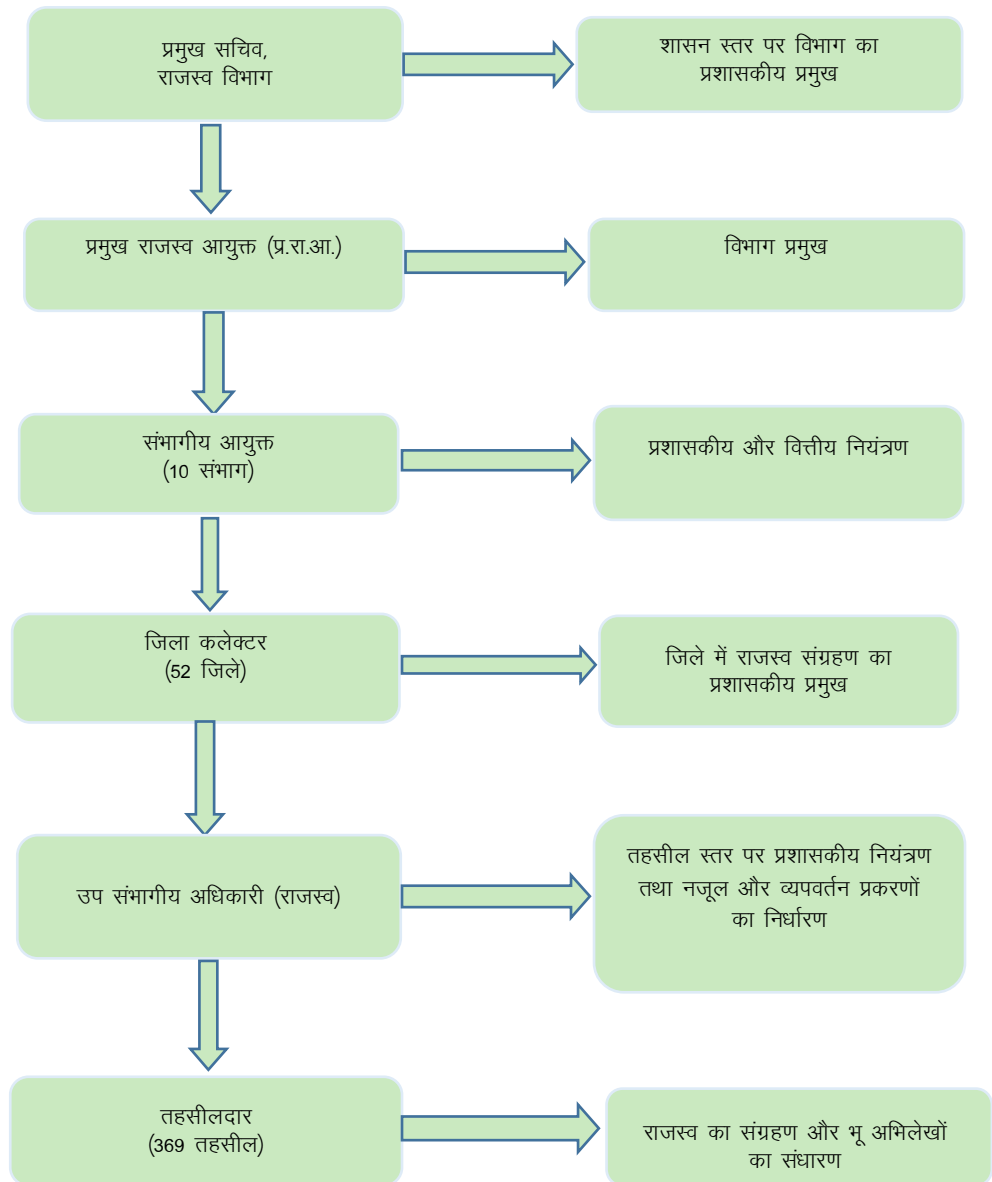 प्रमुख सचिव,
राजस्व विभाग
शासन स्तर पर विभाग का
प्रशासकीय प्रमुख
प्रमुख राजस्व आयुक्त (प्र.रा.आ.)
विभाग प्रमुख
संभागीय आयुक्त
(10 संभाग)
प्रशासकीय और वित्तीय नियंत्रण
जिला कलेक्टर
(52 जिले)
जिले में राजस्व संग्रहण का
प्रशासकीय प्रमुख
उप संभागीय अधिकारी (राजस्व)
तहसील स्तर पर प्रशासकीय नियंत्रण
तथा नजूल और व्यपवर्तन प्रकरणों
का निर्धारण
तहसीलदार
(369 तहसील)
राजस्व का संग्रहण और भू अभिलेखों
का संधारण